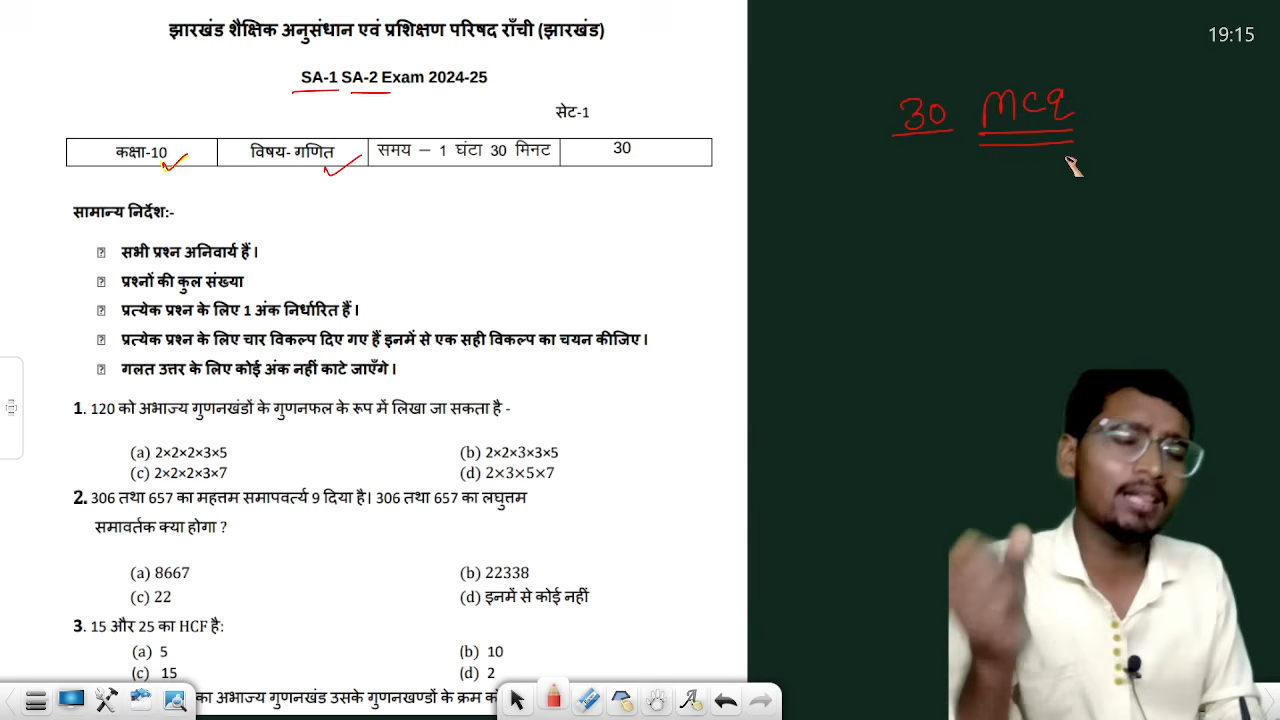 झारखंड शैक्षिक अनुसंधान एवं प्रशिक्षण परिषद राँची (झारखंड)
SA-1 SA-2 Exam 2024-25
सेट-1
कक्षा-10 विषय- गणित समय – 1 घंटा 30 मिनट 30
सामान्य निर्देश:-
सभी प्रश्न अनिवार्य हैं।
प्रश्नों की कुल संख्या
प्रत्येक प्रश्न के लिए 1 अंक निर्धारित हैं।
प्रत्येक प्रश्न के लिए चार विकल्प दिए गए हैं इनमें से एक सही विकल्प का चयन कीजिए।
गलत उत्तर के लिए कोई अंक नहीं काटे जाएँगे।
1. 120 को अभाज्य गुणनखंडों के गुणनफल के रूप में लिखा जा सकता है -
(a) 2×2×2×3×5 (b) 2×2×3×3×5
(c) 2×2×2×3×7 (d) 2×3×5×7
2. 306 तथा 657 का महत्तम समापवर्त्य 9 दिया है। 306 तथा 657 का लघुत्तम
समावर्तक क्या होगा ?
(a) 8667 (b) 22338
(c) 22 (d) इनमें से कोई नहीं
3. 15 और 25 का HCF है:
(a) 5 (b) 10
(c) 15 (d) 2
का अभाज्य गुणनखंड उसके गुणनखण्डों के क्रम को
19:15
30 MCQ